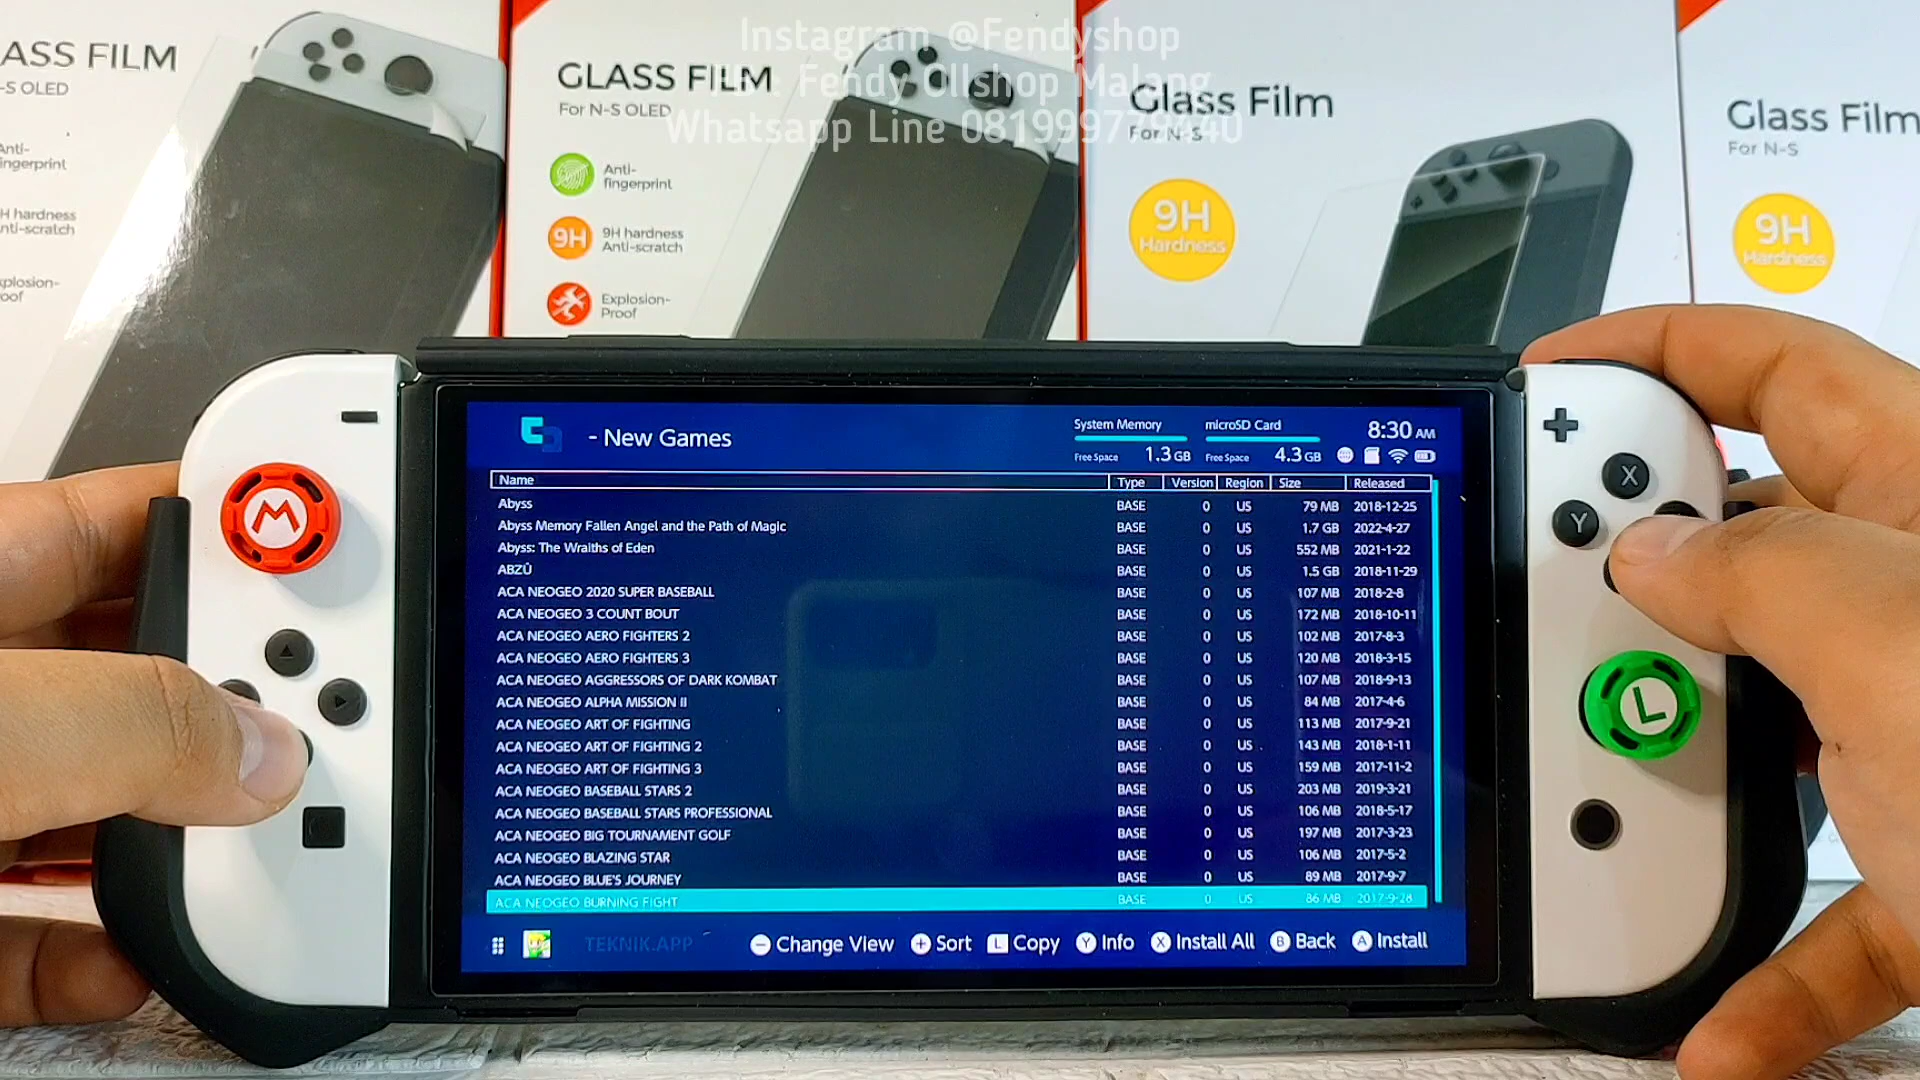 Instagram @Fendyshop
FB : Fendy Ollshop Malang
Whatsapp Line
ASS FILM
-S OLED
Anti-
ingerprint
H hardness
nti-scratch
xplosion-
oof
GLASS FILM
For N-S OLED
Anti-
fingerprint
9H
9H hardness
Anti-scratch
Explosion-
Proof
Glass Film
For N-S
9H
Hardness
Glass Film
For N-S
9H
Hardness
- New Games
System Memory
Free Space 1.3 GB
microSD Card
Free Space 4.3 GB
8:30 AM
Name Type Version Region Size Released
Abyss BASE 0 US 79 MB 2018-12-25
Abyss Memory Fallen Angel and the Path of Magic BASE 0 US 1.7 GB 2022-4-27
Abyss: The Wraiths of Eden BASE 0 US 552 MB 2021-1-22
ABZÛ BASE 0 US 1.5 GB 2018-11-29
ACA NEOGEO 2020 SUPER BASEBALL BASE 0 US 107 MB 2018-2-8
ACA NEOGEO 3 COUNT BOUT BASE 0 US 172 MB 2018-10-11
ACA NEOGEO AERO FIGHTERS 2 BASE 0 US 102 MB 2017-8-3
ACA NEOGEO AERO FIGHTERS 3 BASE 0 US 120 MB 2018-3-15
ACA NEOGEO AGGRESSORS OF DARK KOMBAT BASE 0 US 107 MB 2018-9-13
ACA NEOGEO ALPHA MISSION II BASE 0 US 84 MB 2017-4-6
ACA NEOGEO ART OF FIGHTING BASE 0 US 113 MB 2017-9-21
ACA NEOGEO ART OF FIGHTING 2 BASE 0 US 143 MB 2018-1-11
ACA NEOGEO ART OF FIGHTING 3 BASE 0 US 159 MB 2017-11-2
ACA NEOGEO BASEBALL STARS 2 BASE 0 US 203 MB 2019-3-21
ACA NEOGEO BASEBALL STARS PROFESSIONAL BASE 0 US 106 MB 2018-5-17
ACA NEOGEO BIG TOURNAMENT GOLF BASE 0 US 197 MB 2017-3-23
ACA NEOGEO BLAZING STAR BASE 0 US 106 MB 2017-5-2
ACA NEOGEO BLUE'S JOURNEY BASE 0 US 89 MB 2017-9-7
ACA NEOGEO BURNING FIGHT BASE 0 US 86 MB 2017-9-28
TEKNIK.APP
- Change View + Sort L Copy Y Info X Install All B Back A Install
M
X
Y
L